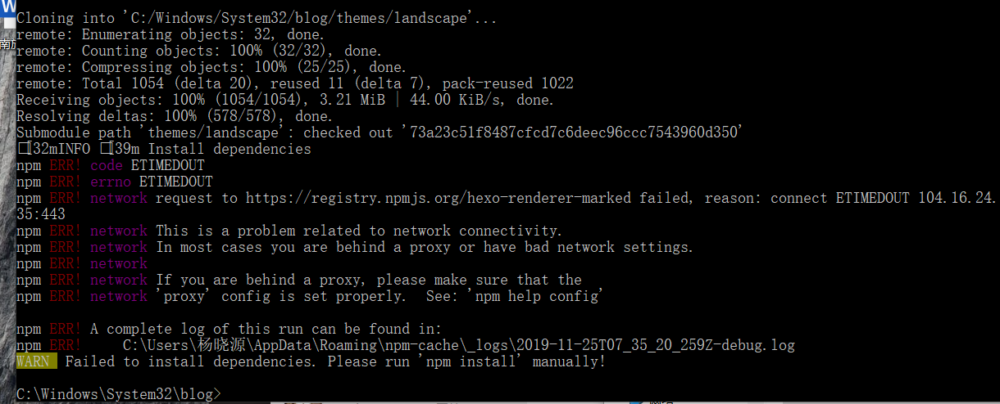 W
Cloning into 'C:/Windows/System32/blog/themes/landscape'...
remote: Enumerating objects: 32, done.
remote: Counting objects: 100% (32/32), done.
remote: Compressing objects: 100% (25/25), done.
remote: Total 1054 (delta 20), reused 11 (delta 7), pack-reused 1022
Receiving objects: 100% (1054/1054), 3.21 MiB | 44.00 KiB/s, done.
Resolving deltas: 100% (578/578), done.
Submodule path 'themes/landscape': checked out '73a23c51f8487cfcd7c6deec96ccc7543960d350'
□[32mINFO □[39m Install dependencies
npm ERR! code ETIMEDOUT
npm ERR! errno ETIMEDOUT
npm ERR! network request to https://registry.npmjs.org/hexo-renderer-marked failed, reason: connect ETIMEDOUT 104.16.24.
35:443
npm ERR! network This is a problem related to network connectivity.
npm ERR! network In most cases you are behind a proxy or have bad network settings.
npm ERR! network
npm ERR! network If you are behind a proxy, please make sure that the
npm ERR! network 'proxy' config is set properly.  See: 'npm help config'
npm ERR! A complete log of this run can be found in:
npm ERR!     C:\Users\杨晓源\AppData\Roaming\npm-cache\_logs\2019-11-25T07_35_20_259Z-debug.log
WARN  Failed to install dependencies. Please run 'npm install' manually!
C:\Windows\System32\blog>